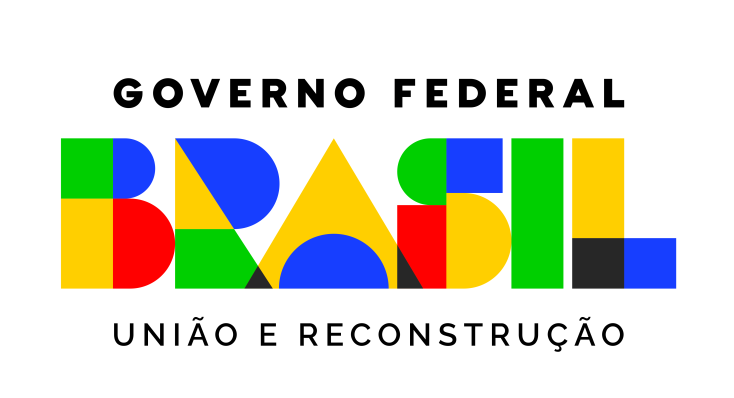 GOVERNO FEDERAL
BRASIL
UNIÃO E RECONSTRUÇÃO